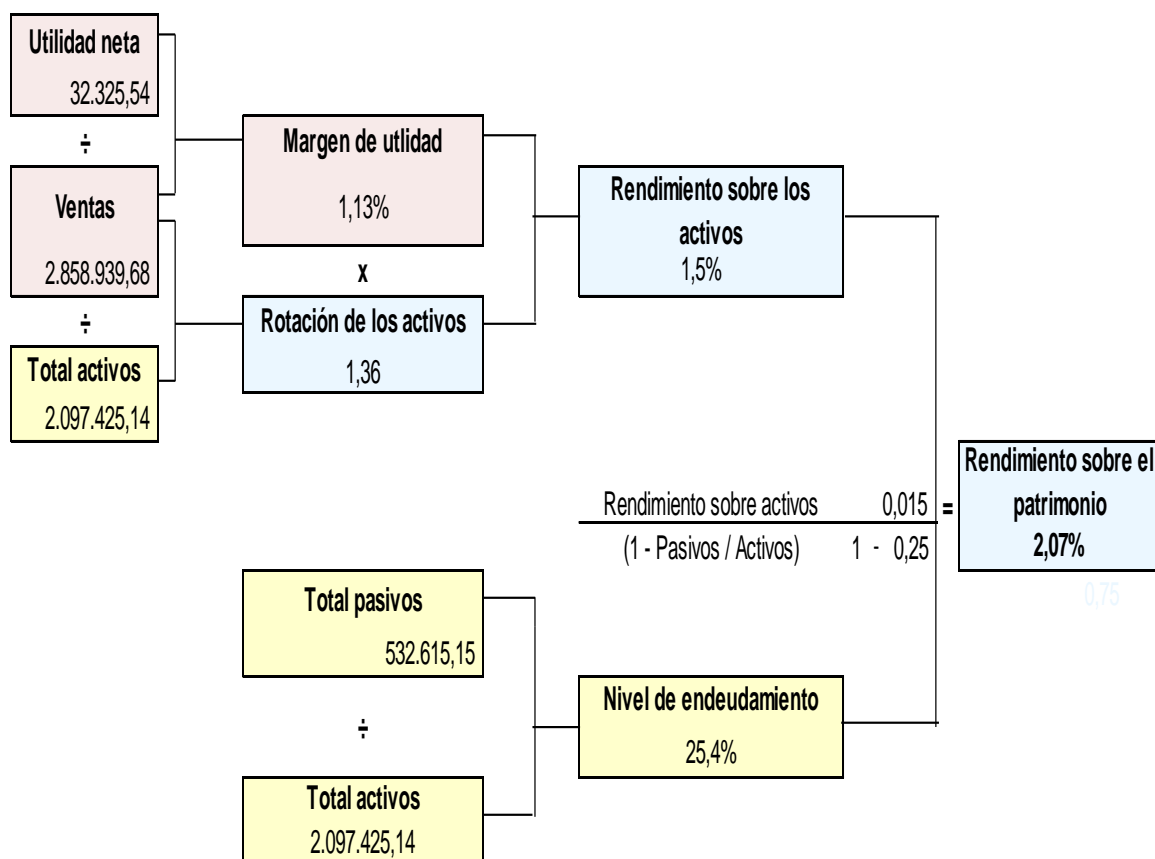 Utilidad neta
32.325,54
÷
Ventas
2.858.939,68
÷
Total activos
2.097.425,14
Margen de utlidad
1,13%
x
Rotación de los activos
1,36
Rendimiento sobre los
activos
1,5%
Rendimiento sobre activos 0,015
(1 - Pasivos / Activos) 1 - 0,25
=
Rendimiento sobre el
patrimonio
2,07%
0,75
Total pasivos
532.615,15
÷
Total activos
2.097.425,14
Nivel de endeudamiento
25,4%